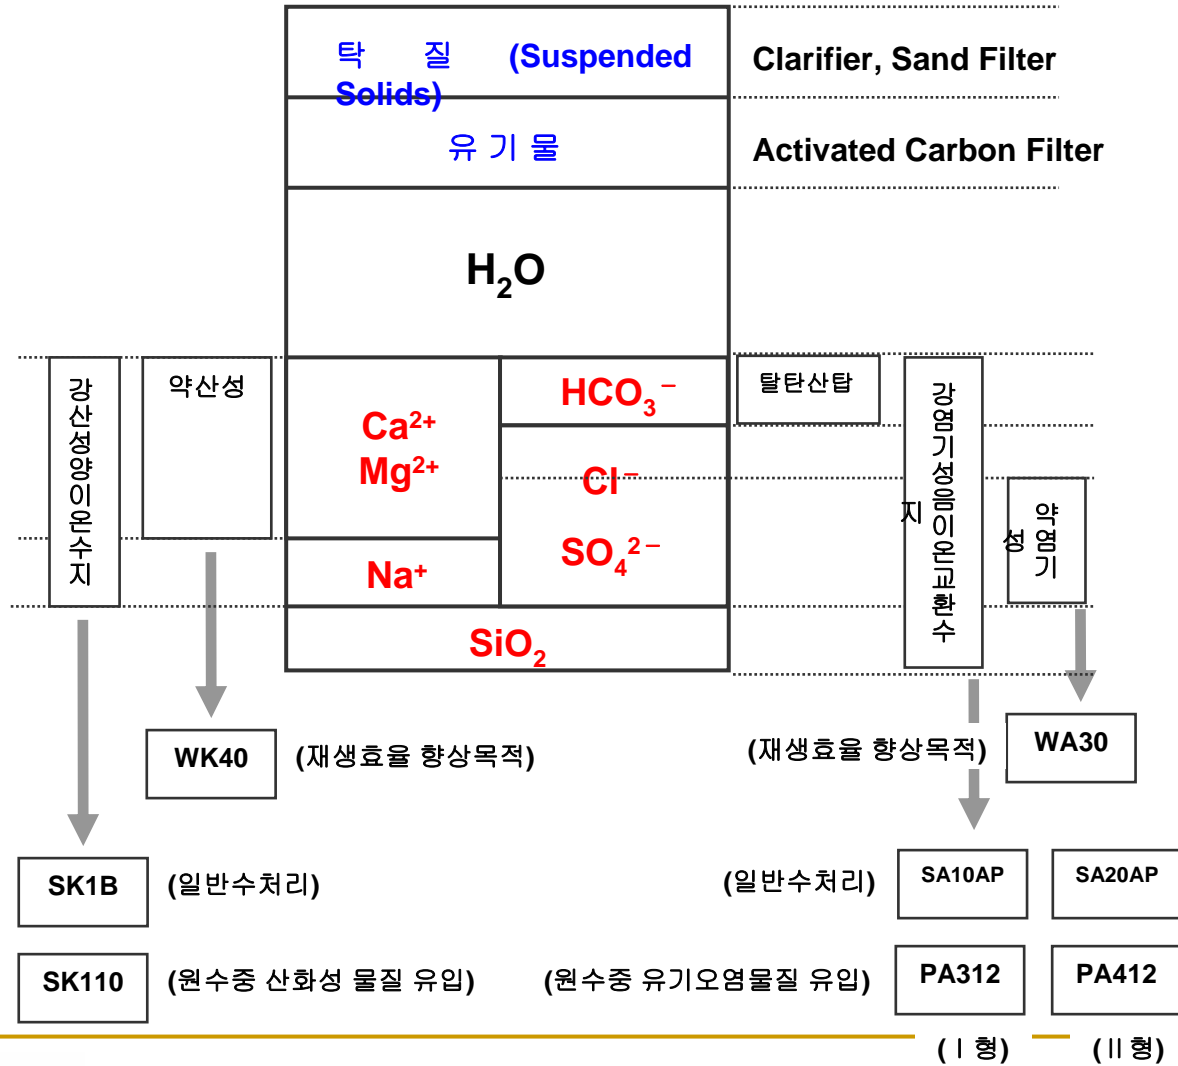 탁 질 (Suspended
Solids)
Clarifier, Sand Filter
유 기 물
Activated Carbon Filter
H₂O
강산성양이온수지
약산성
Ca²⁺
Mg²⁺
HCO₃⁻
탈탄산탑
강염기성음이온교환수지
Cl⁻
SO₄²⁻
약염기성
Na⁺
SiO₂
WK40
(재생효율 향상목적)
(재생효율 향상목적)
WA30
SK1B
(일반수처리)
(일반수처리)
SA10AP
SA20AP
SK110
(원수중 산화성 물질 유입)
(원수중 유기오염물질 유입)
PA312
PA412
(Ⅰ형)
(Ⅱ형)